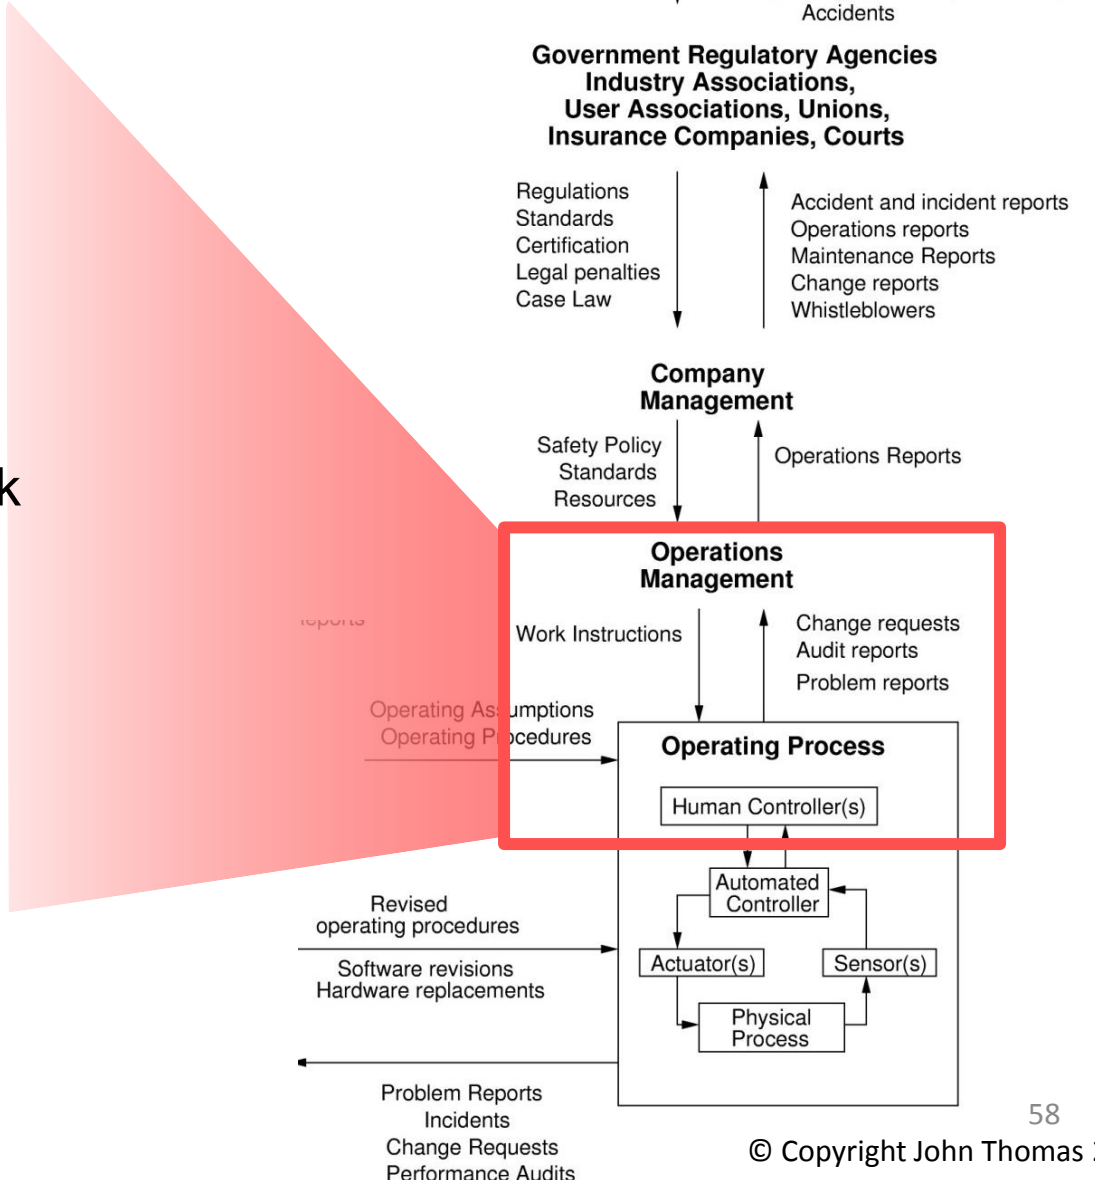 Accidents
Government Regulatory Agencies
Industry Associations,
User Associations, Unions,
Insurance Companies, Courts
Regulations
Standards
Certification
Legal penalties
Case Law
Accident and incident reports
Operations reports
Maintenance Reports
Change reports
Whistleblowers
Company
Management
Safety Policy
Standards
Resources
Operations Reports
k
Operations
Management
reports
Work Instructions
Change requests
Audit reports
Problem reports
Operating Assumptions
Operating Procedures
Operating Process
Human Controller(s)
Automated
Controller
Revised
operating procedures
Software revisions
Hardware replacements
Actuator(s)
Sensor(s)
Physical
Process
Problem Reports
Incidents
Change Requests
Performance Audits
58
© Copyright John Thomas